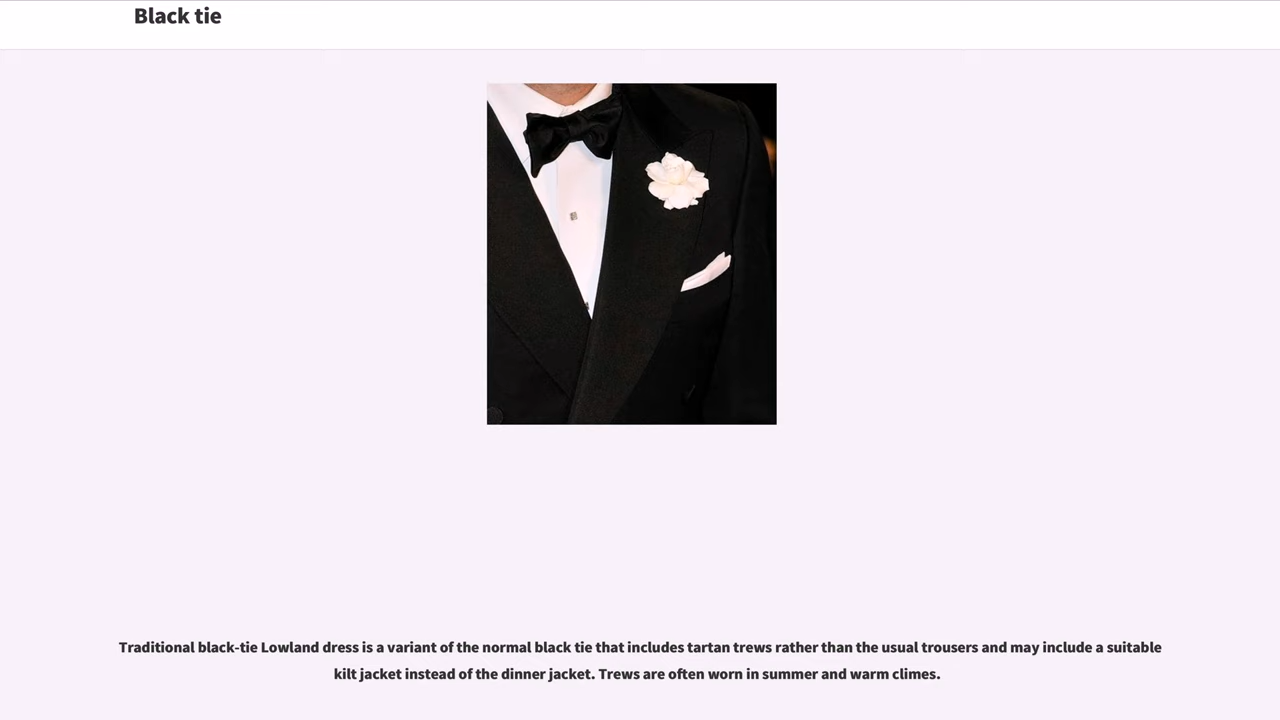 Black tie
Traditional black-tie Lowland dress is a variant of the normal black tie that includes tartan trews rather than the usual trousers and may include a suitable
kilt jacket instead of the dinner jacket. Trews are often worn in summer and warm climes.